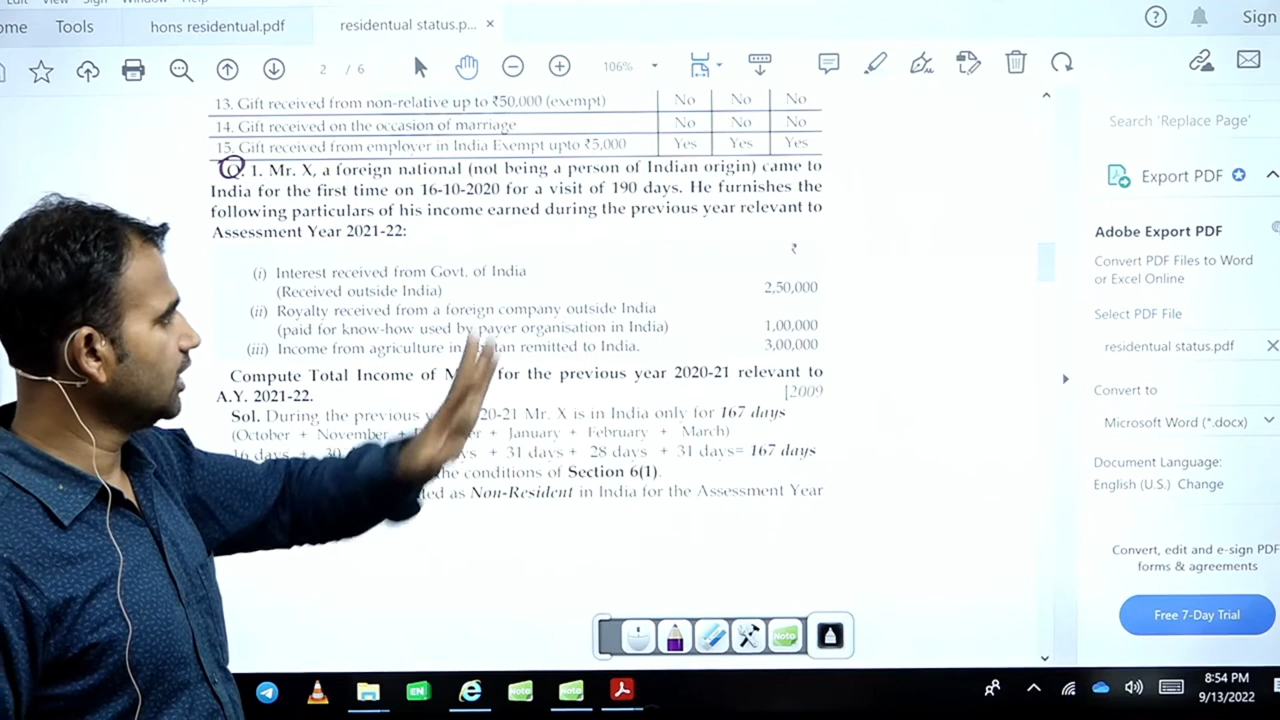 View Sign Window Help
ome Tools hons residentual.pdf residentual status.p... × Sign
2 / 6 106%
13. Gift received from non-relative up to ₹50,000 (exempt) No No No
14. Gift received on the occasion of marriage No No No
15. Gift received from employer in India Exempt upto ₹5,000 Yes Yes Yes
Q. 1. Mr. X, a foreign national (not being a person of Indian origin) came to
India for the first time on 16-10-2020 for a visit of 190 days. He furnishes the
following particulars of his income earned during the previous year relevant to
Assessment Year 2021-22:
₹
(i) Interest received from Govt. of India
(Received outside India) 2,50,000
(ii) Royalty received from a foreign company outside India
(paid for know-how used by payer organisation in India) 1,00,000
(iii) Income from agriculture in tan remitted to India. 3,00,000
Compute Total Income of M for the previous year 2020-21 relevant to
A.Y. 2021-22. [2009
Sol. During the previous 20-21 Mr. X is in India only for 167 days
(October + November + er + January + February + March)
16 days + 30 ys + 31 days + 28 days + 31 days= 167 days
he conditions of Section 6(1).
ted as Non-Resident in India for the Assessment Year
Search 'Replace Page'
Export PDF
Adobe Export PDF
Convert PDF Files to Word
or Excel Online
Select PDF File
residentual status.pdf ×
Convert to
Microsoft Word (*.docx)
Document Language:
English (U.S.) Change
Convert, edit and e-sign PDF
forms & agreements
Free 7-Day Trial
Note
EN Note Note
8:54 PM
9/13/2022